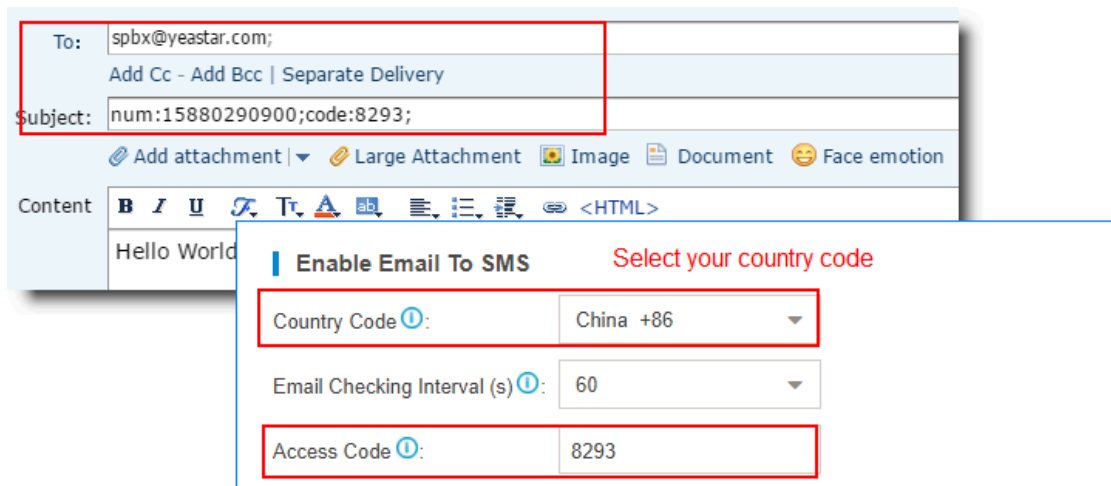 To: spbx@yeastar.com;
Add Cc - Add Bcc | Separate Delivery
Subject: num:15880290900;code:8293;
Add attachment | Large Attachment Image Document Face emotion
Content B I U F Tт A ab <HTML>
Hello World
Enable Email To SMS Select your country code
Country Code i: China +86
Email Checking Interval (s) i: 60
Access Code i: 8293